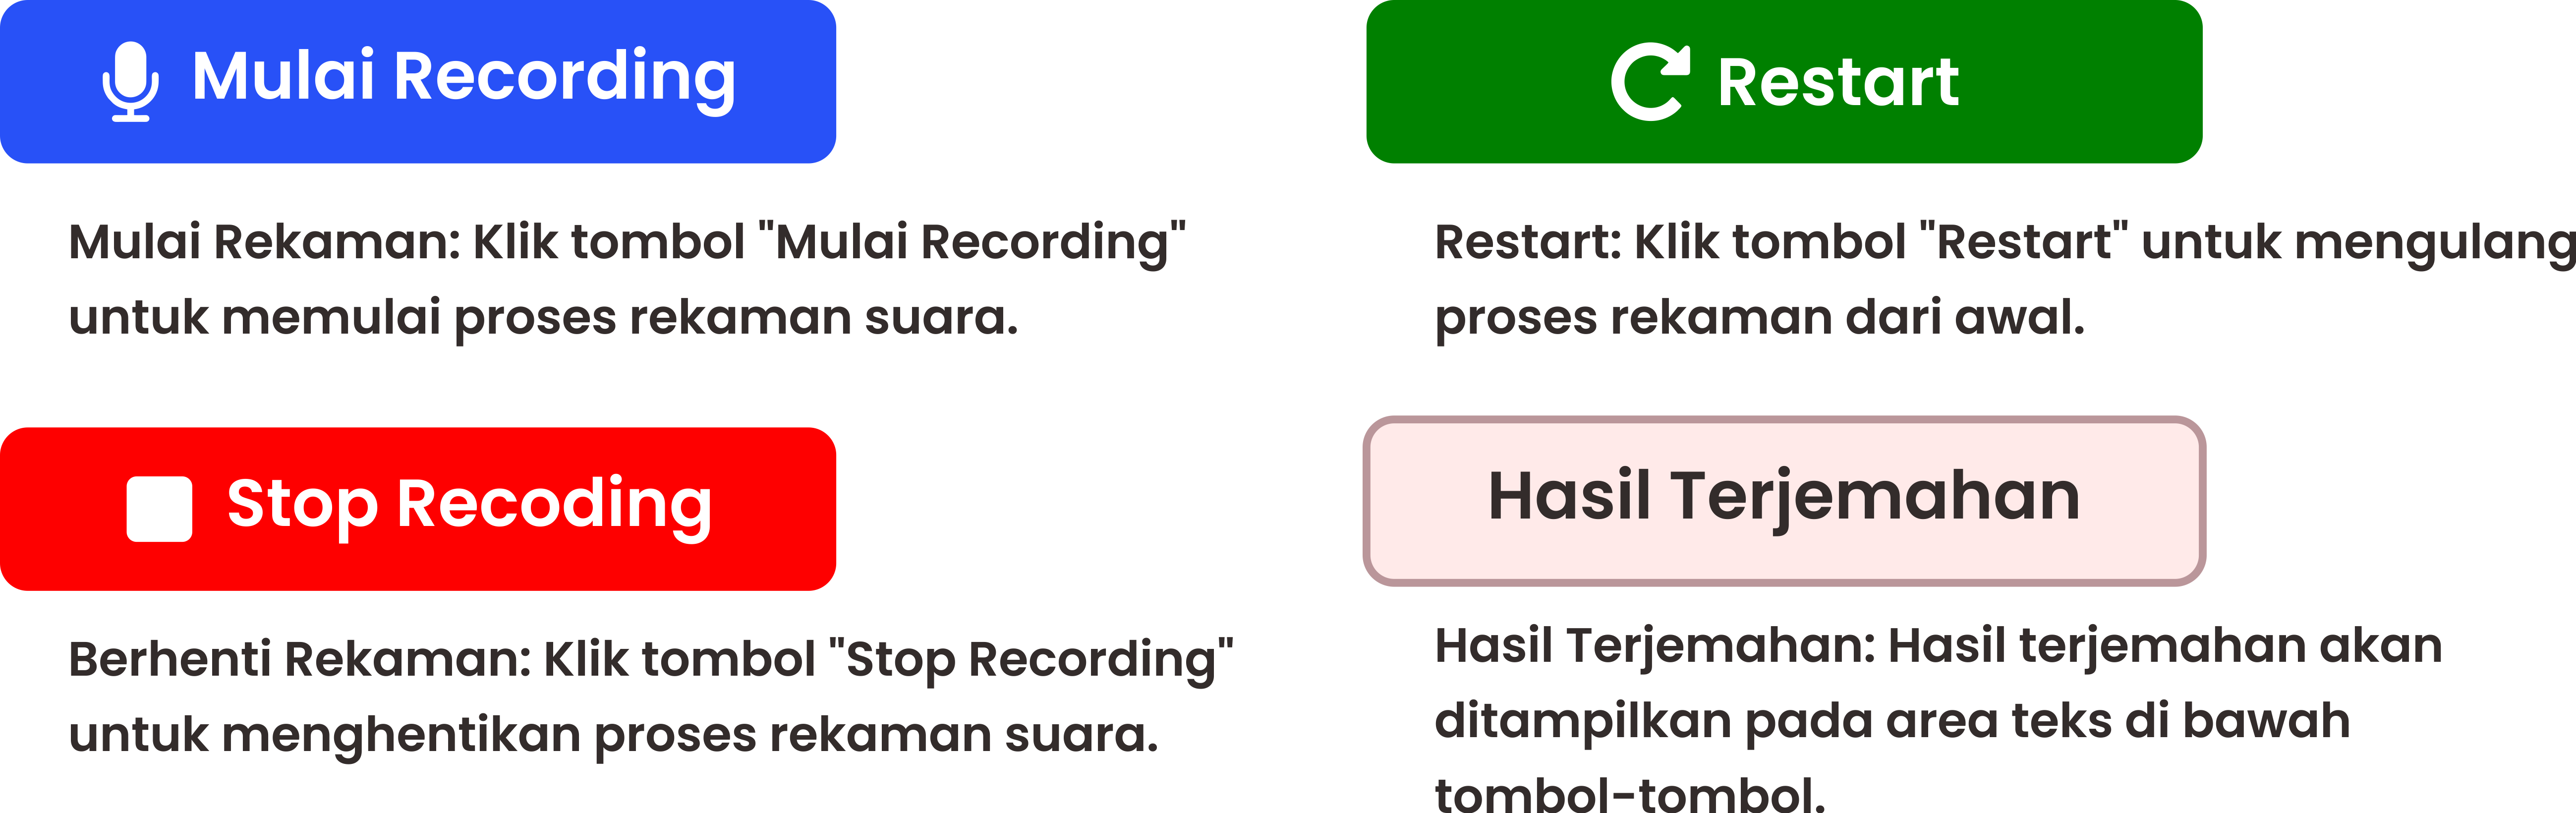 Mulai Recording
Mulai Rekaman: Klik tombol "Mulai Recording"
untuk memulai proses rekaman suara.
Restart
Restart: Klik tombol "Restart" untuk mengulang
proses rekaman dari awal.
Stop Recoding
Berhenti Rekaman: Klik tombol "Stop Recording"
untuk menghentikan proses rekaman suara.
Hasil Terjemahan
Hasil Terjemahan: Hasil terjemahan akan
ditampilkan pada area teks di bawah
tombol-tombol.